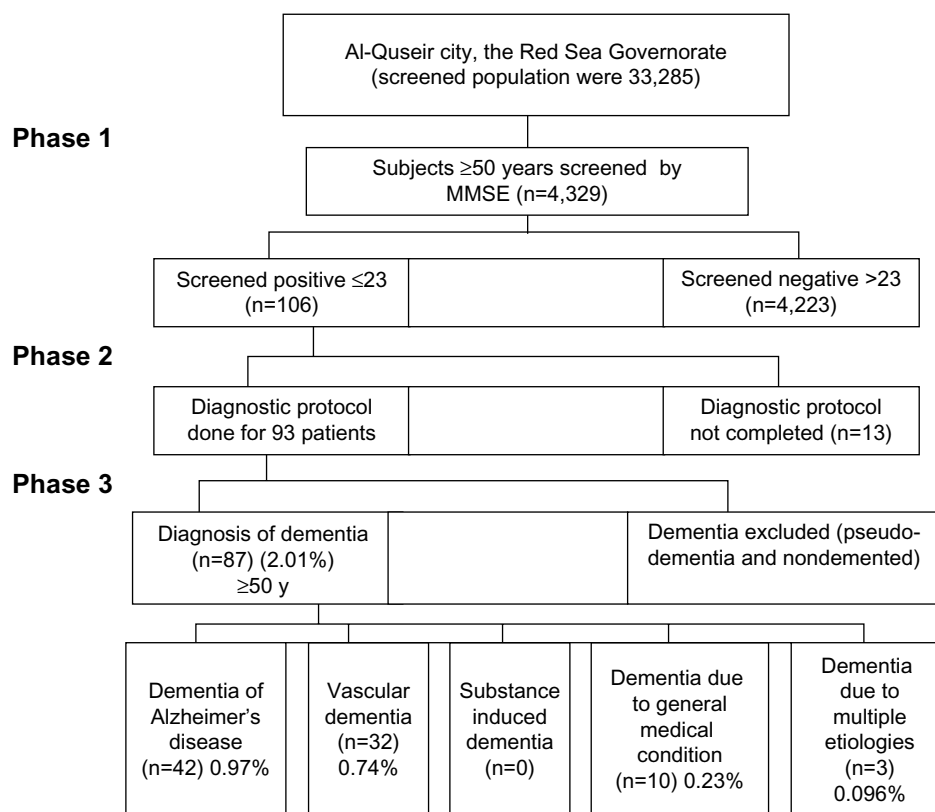 Al-Quseir city, the Red Sea Governorate
(screened population were 33,285)
Phase 1
Subjects ≥50 years screened by
MMSE (n=4,329)
Screened positive ≤23
(n=106)
Screened negative >23
(n=4,223)
Phase 2
Diagnostic protocol
done for 93 patients
Diagnostic protocol
not completed (n=13)
Phase 3
Diagnosis of dementia
(n=87) (2.01%)
≥50 y
Dementia excluded (pseudo-
dementia and nondemented)
Dementia of
Alzheimer's
disease
(n=42) 0.97%
Vascular
dementia
(n=32)
0.74%
Substance
induced
dementia
(n=0)
Dementia due
to general
medical
condition
(n=10) 0.23%
Dementia
due to
multiple
etiologies
(n=3)
0.096%